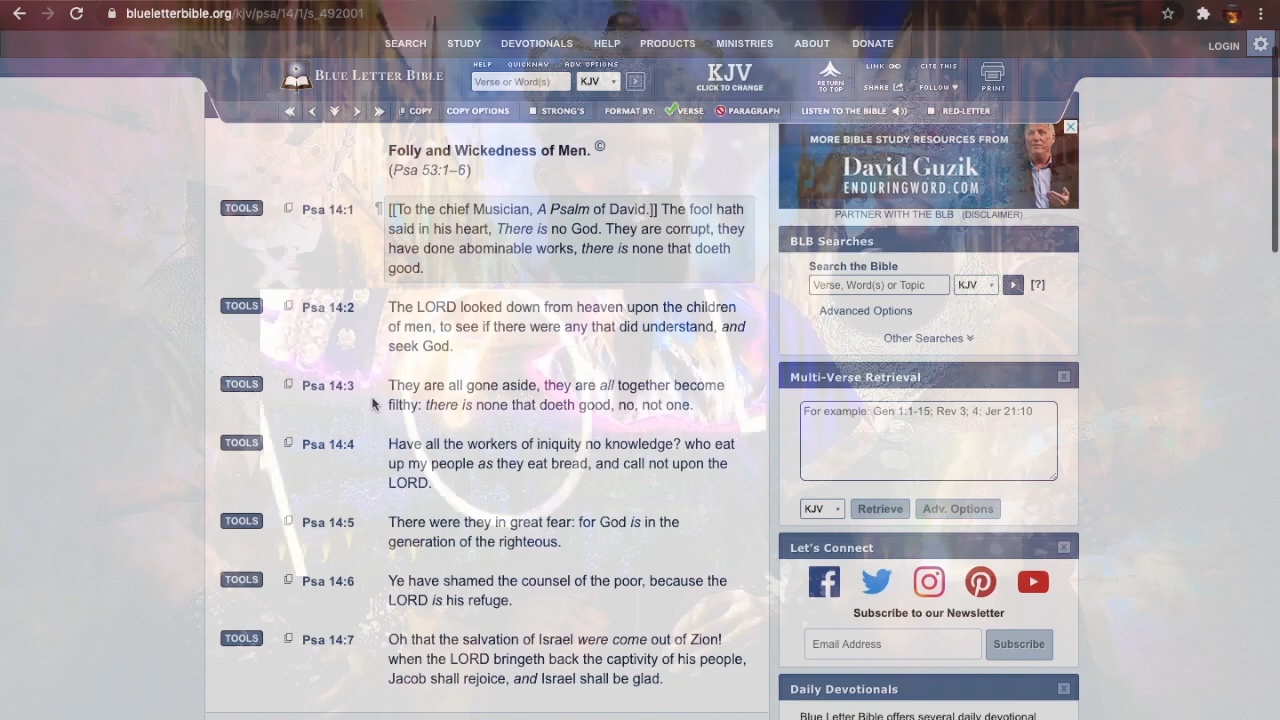 blueletterbible.org/kjv/psa/14/1/s_492001
SEARCH STUDY DEVOTIONALS HELP PRODUCTS MINISTRIES ABOUT DONATE
LOGIN
BLUE LETTER BIBLE
HELP QUICKNAV ADV. OPTIONS
Verse or Word(s) KJV
KJV
CLICK TO CHANGE
RETURN
TO TOP
LINK CITE THIS
SHARE FOLLOW
PRINT
COPY COPY OPTIONS STRONG'S FORMAT BY: VERSE PARAGRAPH LISTEN TO THE BIBLE RED-LETTER
Folly and Wickedness of Men. ©
(Psa 53:1–6)
TOOLS Psa 14:1 ¶ [[To the chief Musician, A Psalm of David.]] The fool hath
said in his heart, There is no God. They are corrupt, they
have done abominable works, there is none that doeth
good.
TOOLS Psa 14:2 The LORD looked down from heaven upon the children
of men, to see if there were any that did understand, and
seek God.
TOOLS Psa 14:3 They are all gone aside, they are all together become
filthy: there is none that doeth good, no, not one.
TOOLS Psa 14:4 Have all the workers of iniquity no knowledge? who eat
up my people as they eat bread, and call not upon the
LORD.
TOOLS Psa 14:5 There were they in great fear: for God is in the
generation of the righteous.
TOOLS Psa 14:6 Ye have shamed the counsel of the poor, because the
LORD is his refuge.
TOOLS Psa 14:7 Oh that the salvation of Israel were come out of Zion!
when the LORD bringeth back the captivity of his people,
Jacob shall rejoice, and Israel shall be glad.
MORE BIBLE STUDY RESOURCES FROM
David Guzik
ENDURINGWORD.COM
PARTNER WITH THE BLB (DISCLAIMER)
BLB Searches
Search the Bible
Verse, Word(s) or Topic KJV [?]
Advanced Options
Other Searches
Multi-Verse Retrieval
For example: Gen 1:1-15; Rev 3; 4; Jer 21:10
KJV Retrieve Adv. Options
Let's Connect
Subscribe to our Newsletter
Email Address Subscribe
Daily Devotionals
Blue Letter Bible offers several daily devotional